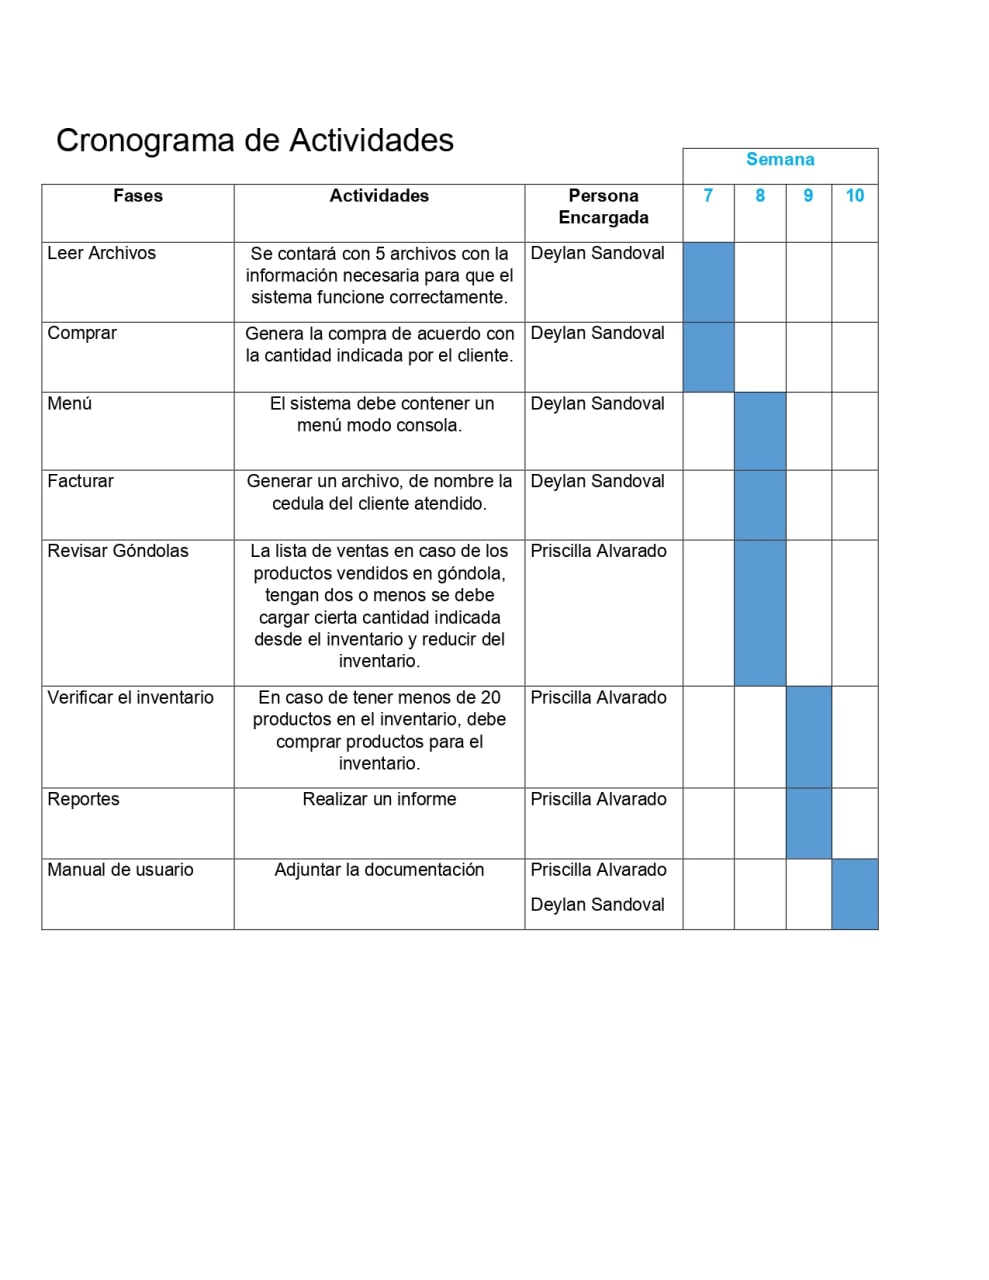 Cronograma de Actividades
Semana
Fases Actividades Persona Encargada 7 8 9 10
Leer Archivos
Se contará con 5 archivos con la
información necesaria para que el
sistema funcione correctamente.
Deylan Sandoval
Comprar
Genera la compra de acuerdo con
la cantidad indicada por el cliente.
Deylan Sandoval
Menú
El sistema debe contener un
menú modo consola.
Deylan Sandoval
Facturar
Generar un archivo, de nombre la
cedula del cliente atendido.
Deylan Sandoval
Revisar Góndolas
La lista de ventas en caso de los
productos vendidos en góndola,
tengan dos o menos se debe
cargar cierta cantidad indicada
desde el inventario y reducir del
inventario.
Priscilla Alvarado
Verificar el inventario
En caso de tener menos de 20
productos en el inventario, debe
comprar productos para el
inventario.
Priscilla Alvarado
Reportes
Realizar un informe
Priscilla Alvarado
Manual de usuario
Adjuntar la documentación
Priscilla Alvarado
Deylan Sandoval